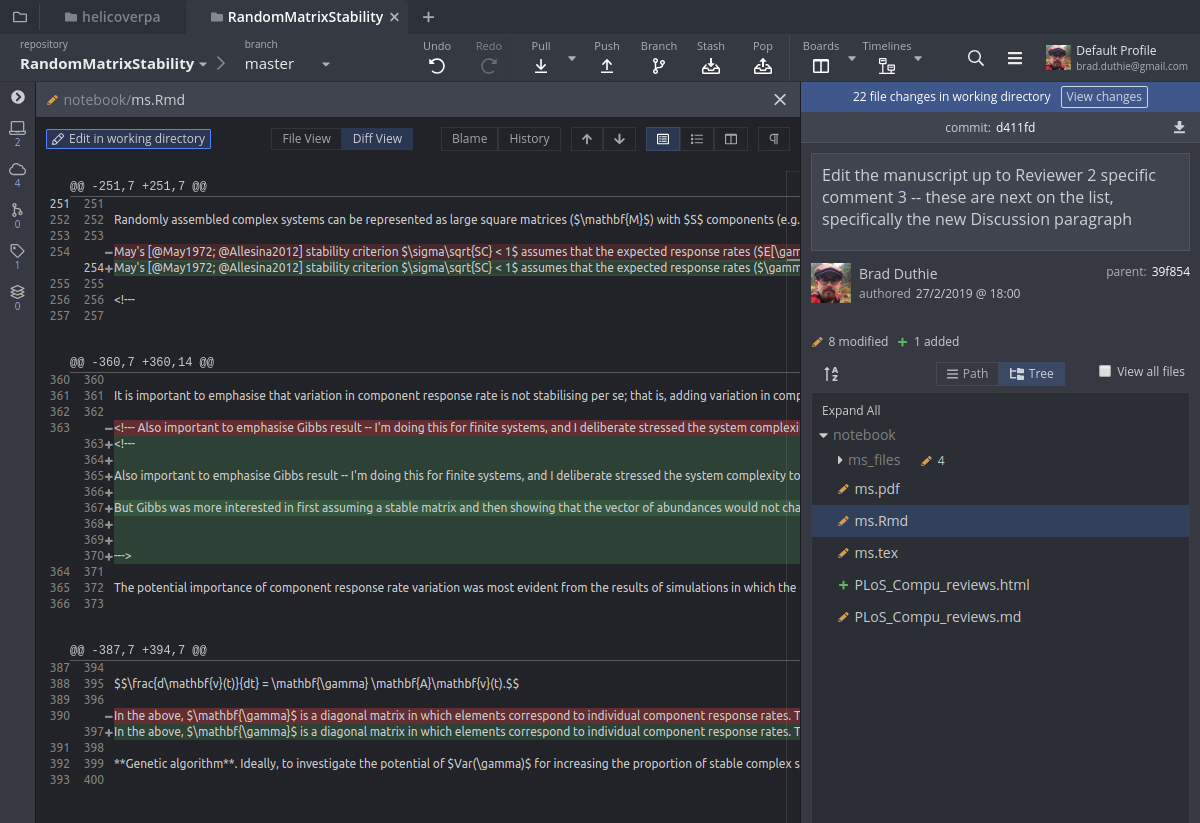 helicoverpa
RandomMatrixStability
repository
RandomMatrixStability
branch
master
Undo
Redo
Pull
Push
Branch
Stash
Pop
Boards
Timelines
Default Profile
brad.duthie@gmail.com
notebook/ms.Rmd
Edit in working directory
File View
Diff View
Blame
History
2
4
0
1
0
@@ -251,7 +251,7 @@
251 251
252 252 Randomly assembled complex systems can be represented as large square matrices ($\mathbf{M}$) with $S$ components (e.g.
253 253
254 −May's [@May1972; @Allesina2012] stability criterion $\sigma\sqrt{SC} < 1$ assumes that the expected response rates ($E[\gam
254+May's [@May1972; @Allesina2012] stability criterion $\sigma\sqrt{SC} < 1$ assumes that the expected response rates ($\gamm
255 255
256 256 <!---
257 257
@@ -360,7 +360,14 @@
360 360
361 361 It is important to emphasise that variation in component response rate is not stabilising per se; that is, adding variation in comp
362 362
363 −<!--- Also important to emphasise Gibbs result -- I'm doing this for finite systems, and I deliberate stressed the system complexi
363+<!---
364+
365+Also important to emphasise Gibbs result -- I'm doing this for finite systems, and I deliberate stressed the system complexity to
366+
367+But Gibbs was more interested in first assuming a stable matrix and then showing that the vector of abundances would not cha
368+
369+
370+--->
364 371
365 372 The potential importance of component response rate variation was most evident from the results of simulations in which the
366 373
@@ -387,7 +394,7 @@
387 394
388 395 $$\frac{d\mathbf{v}(t)}{dt} = \mathbf{\gamma} \mathbf{A}\mathbf{v}(t).$$
389 396
390 −In the above, $\mathbf{\gamma}$ is a diagonal matrix in which elements correspond to individual component response rates. T
397+In the above, $\mathbf{\gamma}$ is a diagonal matrix in which elements correspond to individual component response rates. T
391 398
392 399 **Genetic algorithm**. Ideally, to investigate the potential of $Var(\gamma)$ for increasing the proportion of stable complex s
393 400
22 file changes in working directory
View changes
commit: d411fd
Edit the manuscript up to Reviewer 2 specific
comment 3 -- these are next on the list,
specifically the new Discussion paragraph
Brad Duthie
authored 27/2/2019 @ 18:00
parent: 39f854
8 modified + 1 added
Path
Tree
View all files
Expand All
notebook
ms_files 4
ms.pdf
ms.Rmd
ms.tex
+ PLoS_Compu_reviews.html
PLoS_Compu_reviews.md